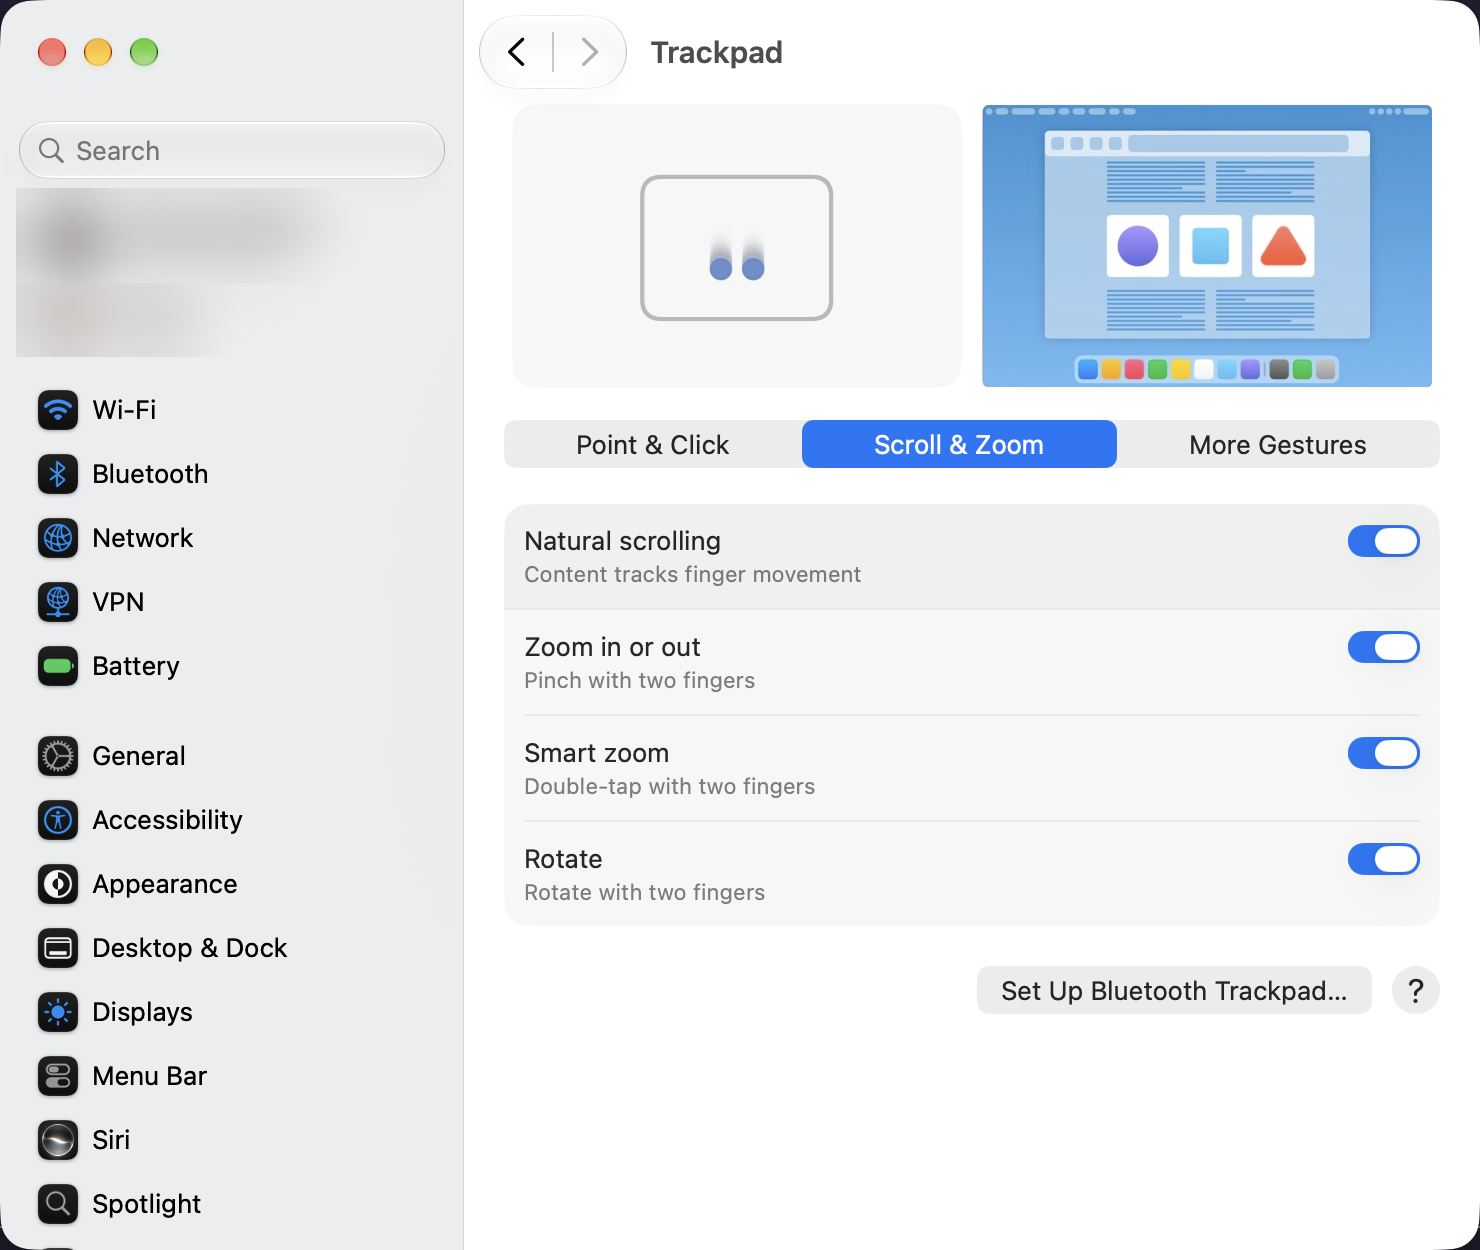 Trackpad
Search
Wi-Fi
Bluetooth
Network
VPN
Battery
General
Accessibility
Appearance
Desktop & Dock
Displays
Menu Bar
Siri
Spotlight
Point & Click
Scroll & Zoom
More Gestures
Natural scrolling
Content tracks finger movement
Zoom in or out
Pinch with two fingers
Smart zoom
Double-tap with two fingers
Rotate
Rotate with two fingers
Set Up Bluetooth Trackpad...
?